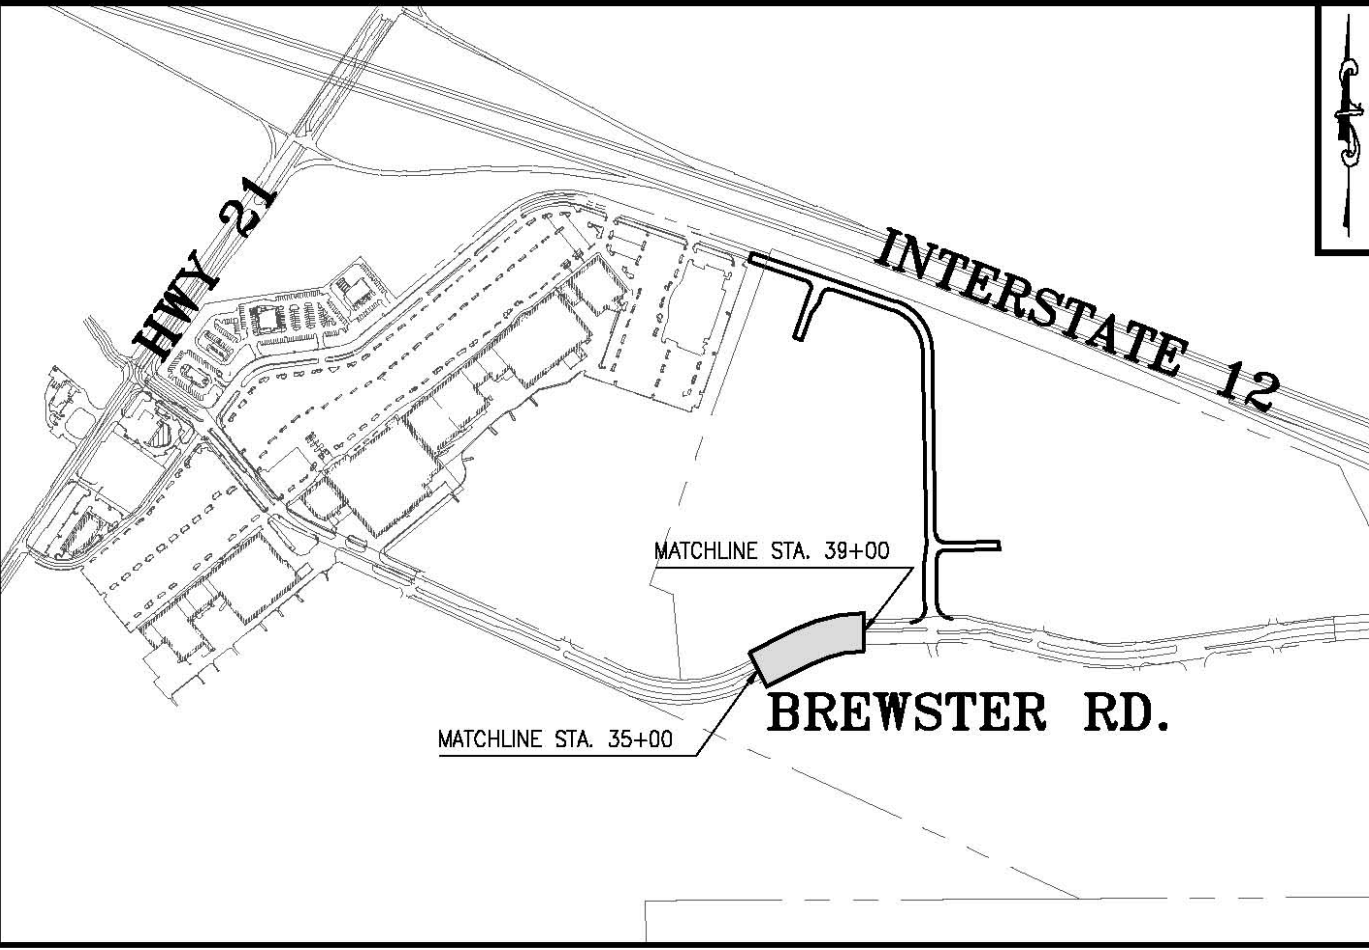 HWY 21
INTERSTATE 12
MATCHLINE STA. 39+00
BREWSTER RD.
MATCHLINE STA. 35+00